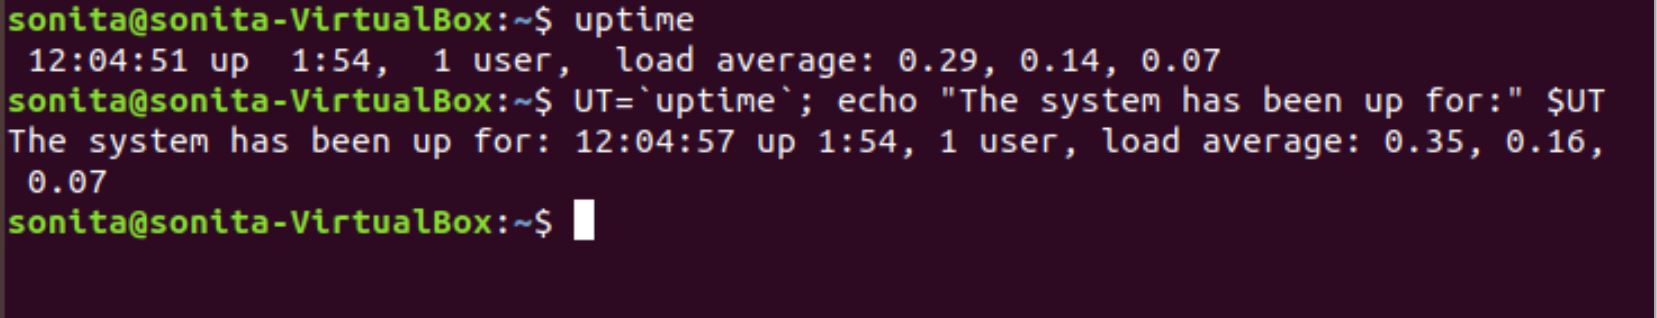 sonita@sonita-VirtualBox:~$ uptime
 12:04:51 up  1:54,  1 user,  load average: 0.29, 0.14, 0.07
sonita@sonita-VirtualBox:~$ UT=`uptime`; echo "The system has been up for:" $UT
The system has been up for: 12:04:57 up 1:54, 1 user, load average: 0.35, 0.16,
 0.07
sonita@sonita-VirtualBox:~$